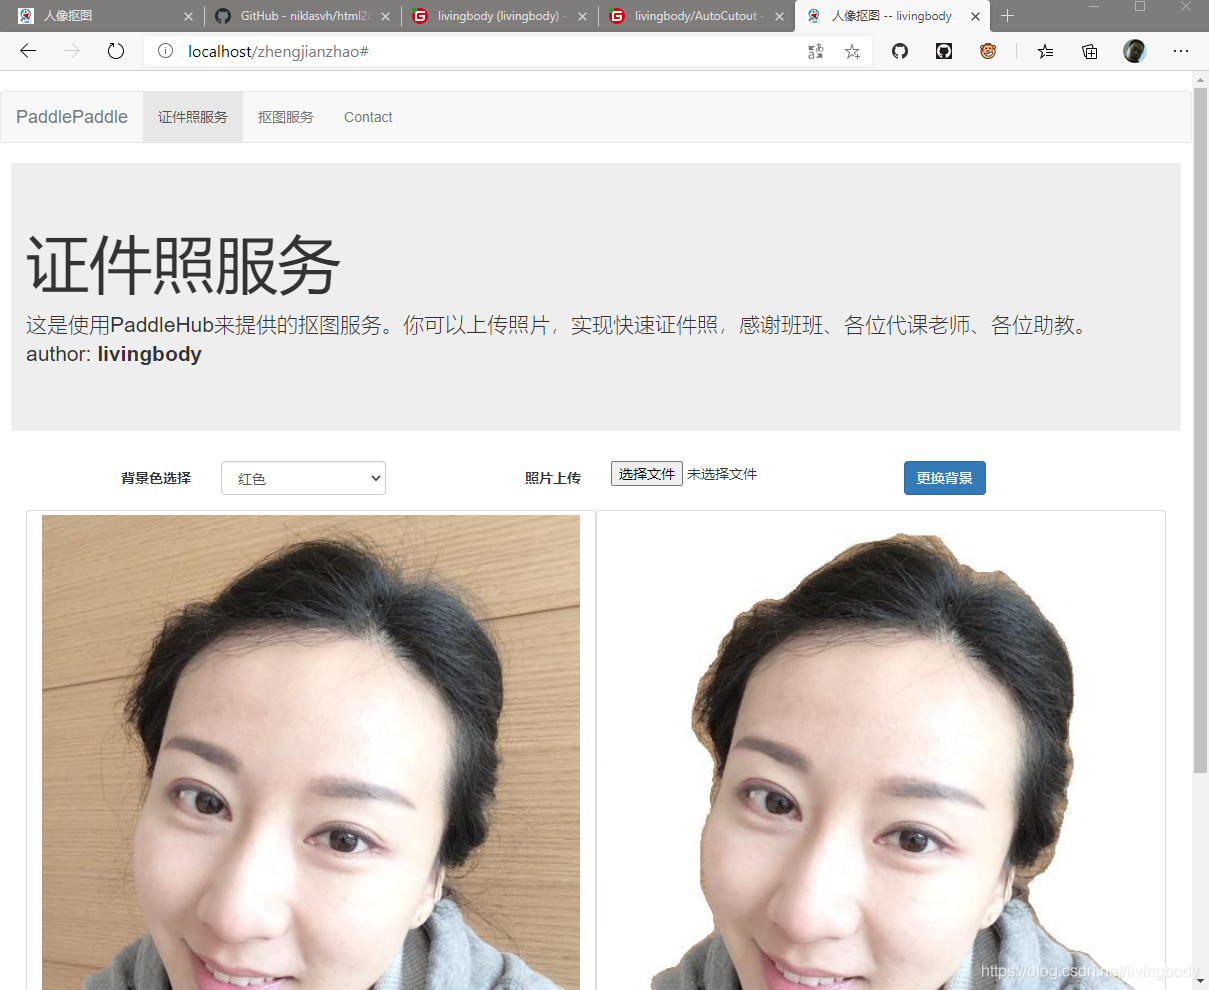 人像抠图
GitHub - niklasvh/html2c
livingbody (livingbody) -
livingbody/AutoCutout -
人像抠图 -- livingbody
localhost/zhengjianzhao#
PaddlePaddle
证件照服务
抠图服务
Contact
证件照服务
这是使用PaddleHub来提供的抠图服务。你可以上传照片，实现快速证件照，感谢班班、各位代课老师、各位助教。
author: livingbody
背景色选择
红色
照片上传
选择文件 未选择文件
更换背景
https://blog.csdn.net/livingbody